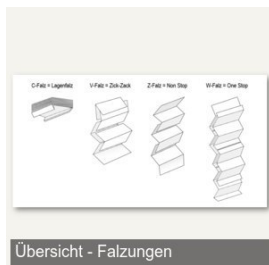 C-Falz = Lagenfalz V-Falz = Zick-Zack Z-Falz = Non Stop W-Falz = One Stop
Übersicht - Falzungen